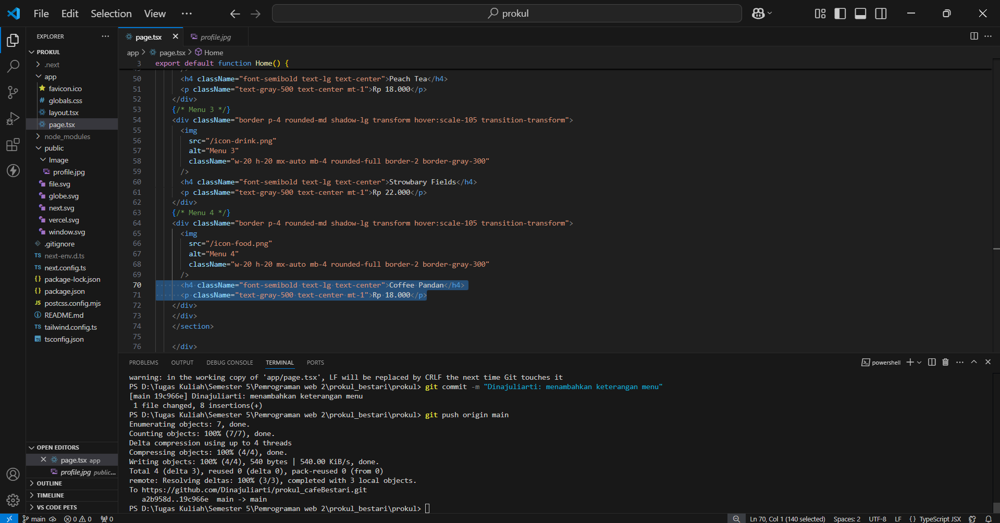 File Edit Selection View ···
prokul
EXPLORER ···
PROKUL
.next
app
favicon.ico
# globals.css
layout.tsx
page.tsx
node_modules
public
Image
profile.jpg
file.svg
globe.svg
next.svg
vercel.svg
window.svg
.gitignore
TS next-env.d.ts
TS next.config.ts
{} package-lock.json
{} package.json
JS postcss.config.mjs
README.md
TS tailwind.config.ts
tsconfig.json
OPEN EDITORS
page.tsx app
profile.jpg public...
OUTLINE
TIMELINE
VS CODE PETS
page.tsx
profile.jpg
app > page.tsx > Home
3 export default function Home() {
50 <h4 className="font-semibold text-lg text-center">Peach Tea</h4>
51 <p className="text-gray-500 text-center mt-1">Rp 18.000</p>
52 </div>
53 {/* Menu 3 */}
54 <div className="border p-4 rounded-md shadow-lg transform hover:scale-105 transition-transform">
55 <img
56 src="/icon-drink.png"
57 alt="Menu 3"
58 className="w-20 h-20 mx-auto mb-4 rounded-full border-2 border-gray-300"
59 />
60 <h4 className="font-semibold text-lg text-center">Strowbary Fields</h4>
61 <p className="text-gray-500 text-center mt-1">Rp 22.000</p>
62 </div>
63 {/* Menu 4 */}
64 <div className="border p-4 rounded-md shadow-lg transform hover:scale-105 transition-transform">
65 <img
66 src="/icon-food.png"
67 alt="Menu 4"
68 className="w-20 h-20 mx-auto mb-4 rounded-full border-2 border-gray-300"
69 />
70 <h4 className="font-semibold text-lg text-center">Coffee Pandan</h4>
71 <p className="text-gray-500 text-center mt-1">Rp 18.000</p>
72 </div>
73 </div>
74 </section>
75
76 </div>
PROBLEMS OUTPUT DEBUG CONSOLE TERMINAL PORTS
powershell
warning: in the working copy of 'app/page.tsx', LF will be replaced by CRLF the next time Git touches it
PS D:\Tugas Kuliah\Semester 5\Pemrograman web 2\prokul_bestari\prokul> git commit -m "Dinajuliarti: menambahkan keterangan menu"
[main 19c966e] Dinajuliarti: menambahkan keterangan menu
1 file changed, 8 insertions(+)
PS D:\Tugas Kuliah\Semester 5\Pemrograman web 2\prokul_bestari\prokul> git push origin main
Enumerating objects: 7, done.
Counting objects: 100% (7/7), done.
Delta compression using up to 4 threads
Compressing objects: 100% (4/4), done.
Writing objects: 100% (4/4), 540 bytes | 540.00 KiB/s, done.
Total 4 (delta 3), reused 0 (delta 0), pack-reused 0 (from 0)
remote: Resolving deltas: 100% (3/3), completed with 3 local objects.
To https://github.com/Dinajuliarti/prokul_cafeBestari.git
a2b958d..19c966e main -> main
PS D:\Tugas Kuliah\Semester 5\Pemrograman web 2\prokul_bestari\prokul>
main 0 0 0 Ln 70, Col 1 (140 selected) Spaces: 2 UTF-8 LF {} TypeScript JSX